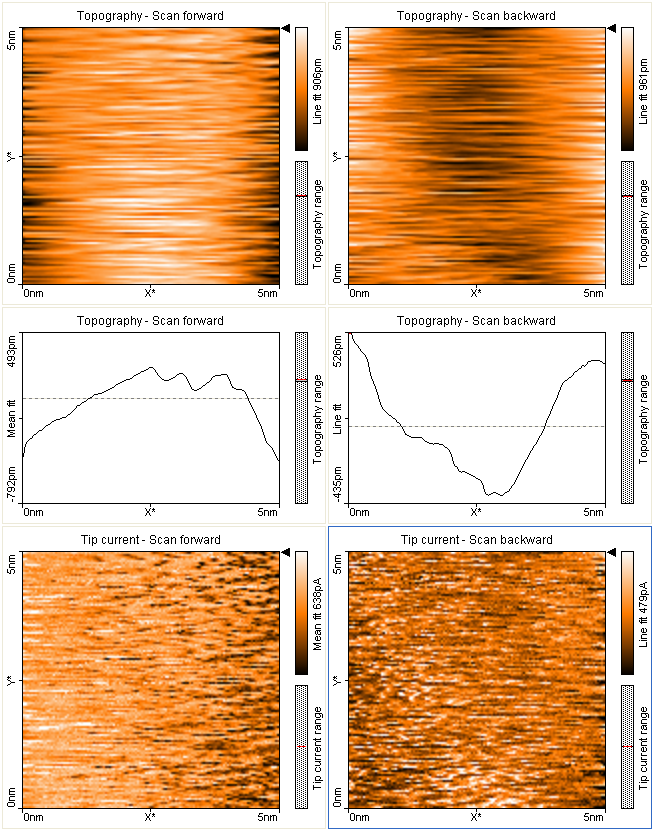 Topography - Scan forward
5nm
Y*
0nm
0nm
X*
5nm
Line fit 906pm
Topography range
Topography - Scan backward
5nm
Y*
0nm
0nm
X*
5nm
Line fit 961pm
Topography range
Topography - Scan forward
493pm
Mean fit
-792pm
0nm
X*
5nm
Topography range
Topography - Scan backward
526pm
Line fit
-435pm
0nm
X*
5nm
Topography range
Tip current - Scan forward
5nm
Y*
0nm
0nm
X*
5nm
Mean fit 638pA
Tip current range
Tip current - Scan backward
5nm
Y*
0nm
0nm
X*
5nm
Line fit 479pA
Tip current range